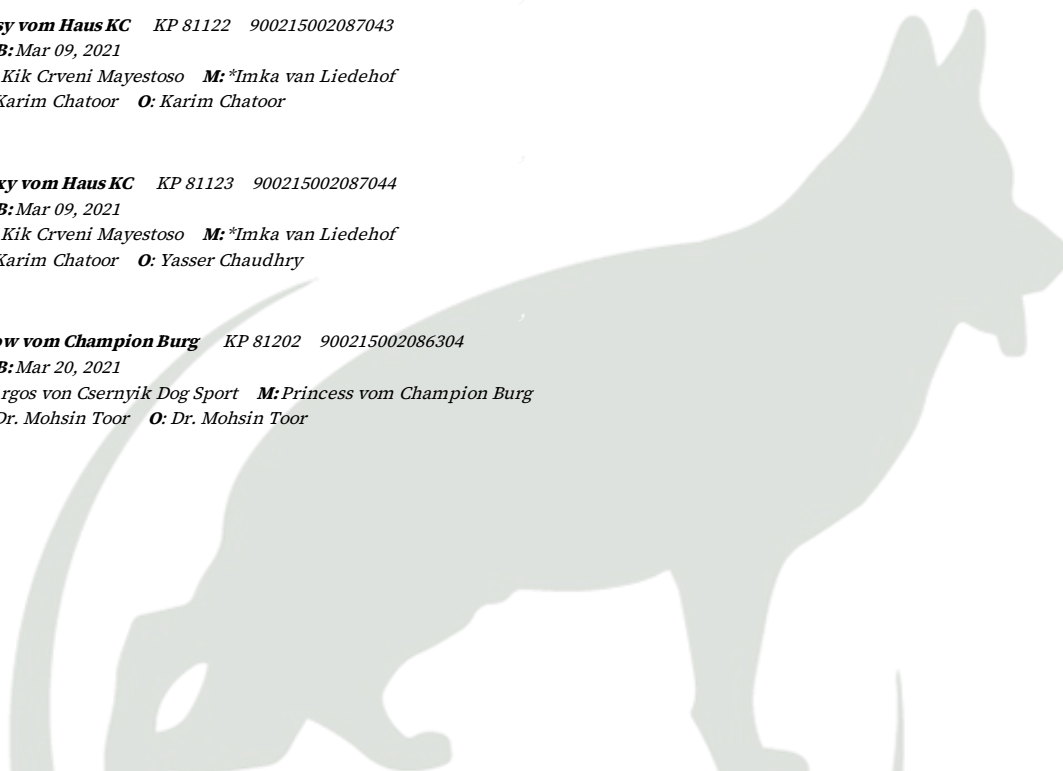 sy vom Haus KC KP 81122 900215002087043
B: Mar 09, 2021
Kik Crveni Mayestoso M: *Imka van Liedehof
Karim Chatoor O: Karim Chatoor
xy vom Haus KC KP 81123 900215002087044
B: Mar 09, 2021
Kik Crveni Mayestoso M: *Imka van Liedehof
Karim Chatoor O: Yasser Chaudhry
ow vom Champion Burg KP 81202 900215002086304
B: Mar 20, 2021
rgos von Csernyik Dog Sport M: Princess vom Champion Burg
Dr. Mohsin Toor O: Dr. Mohsin Toor